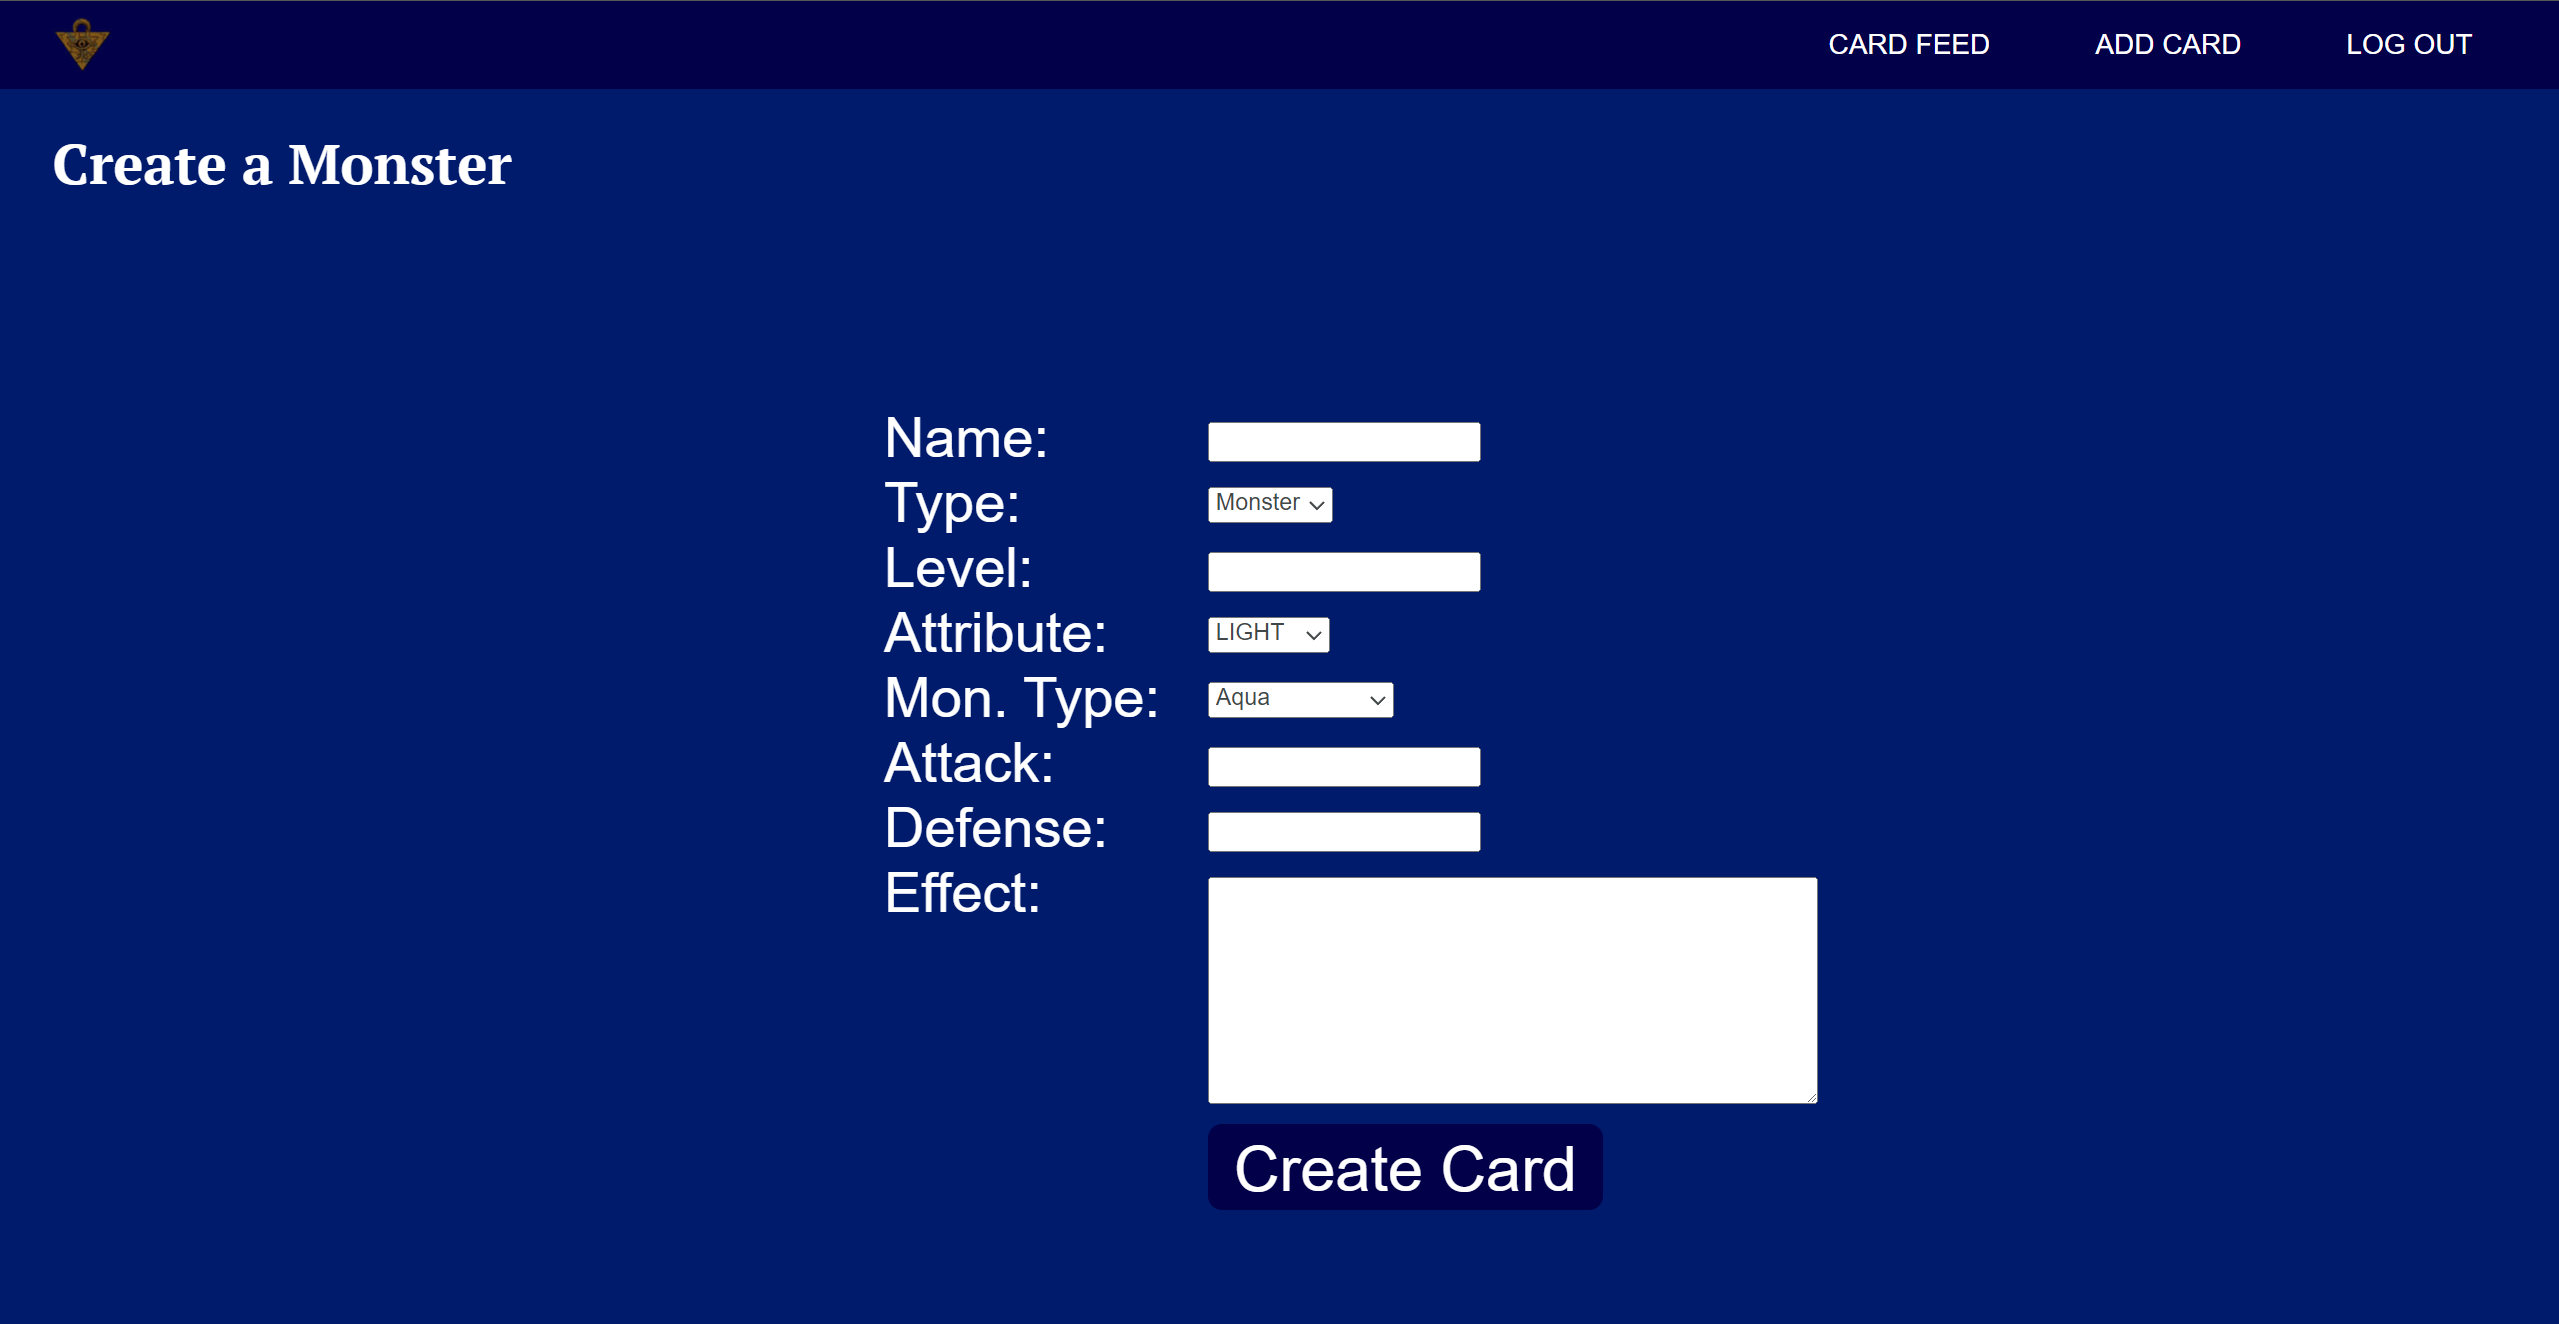 CARD FEED ADD CARD LOG OUT
Create a Monster
Name:
Type: Monster
Level:
Attribute: LIGHT
Mon. Type: Aqua
Attack:
Defense:
Effect:
Create Card